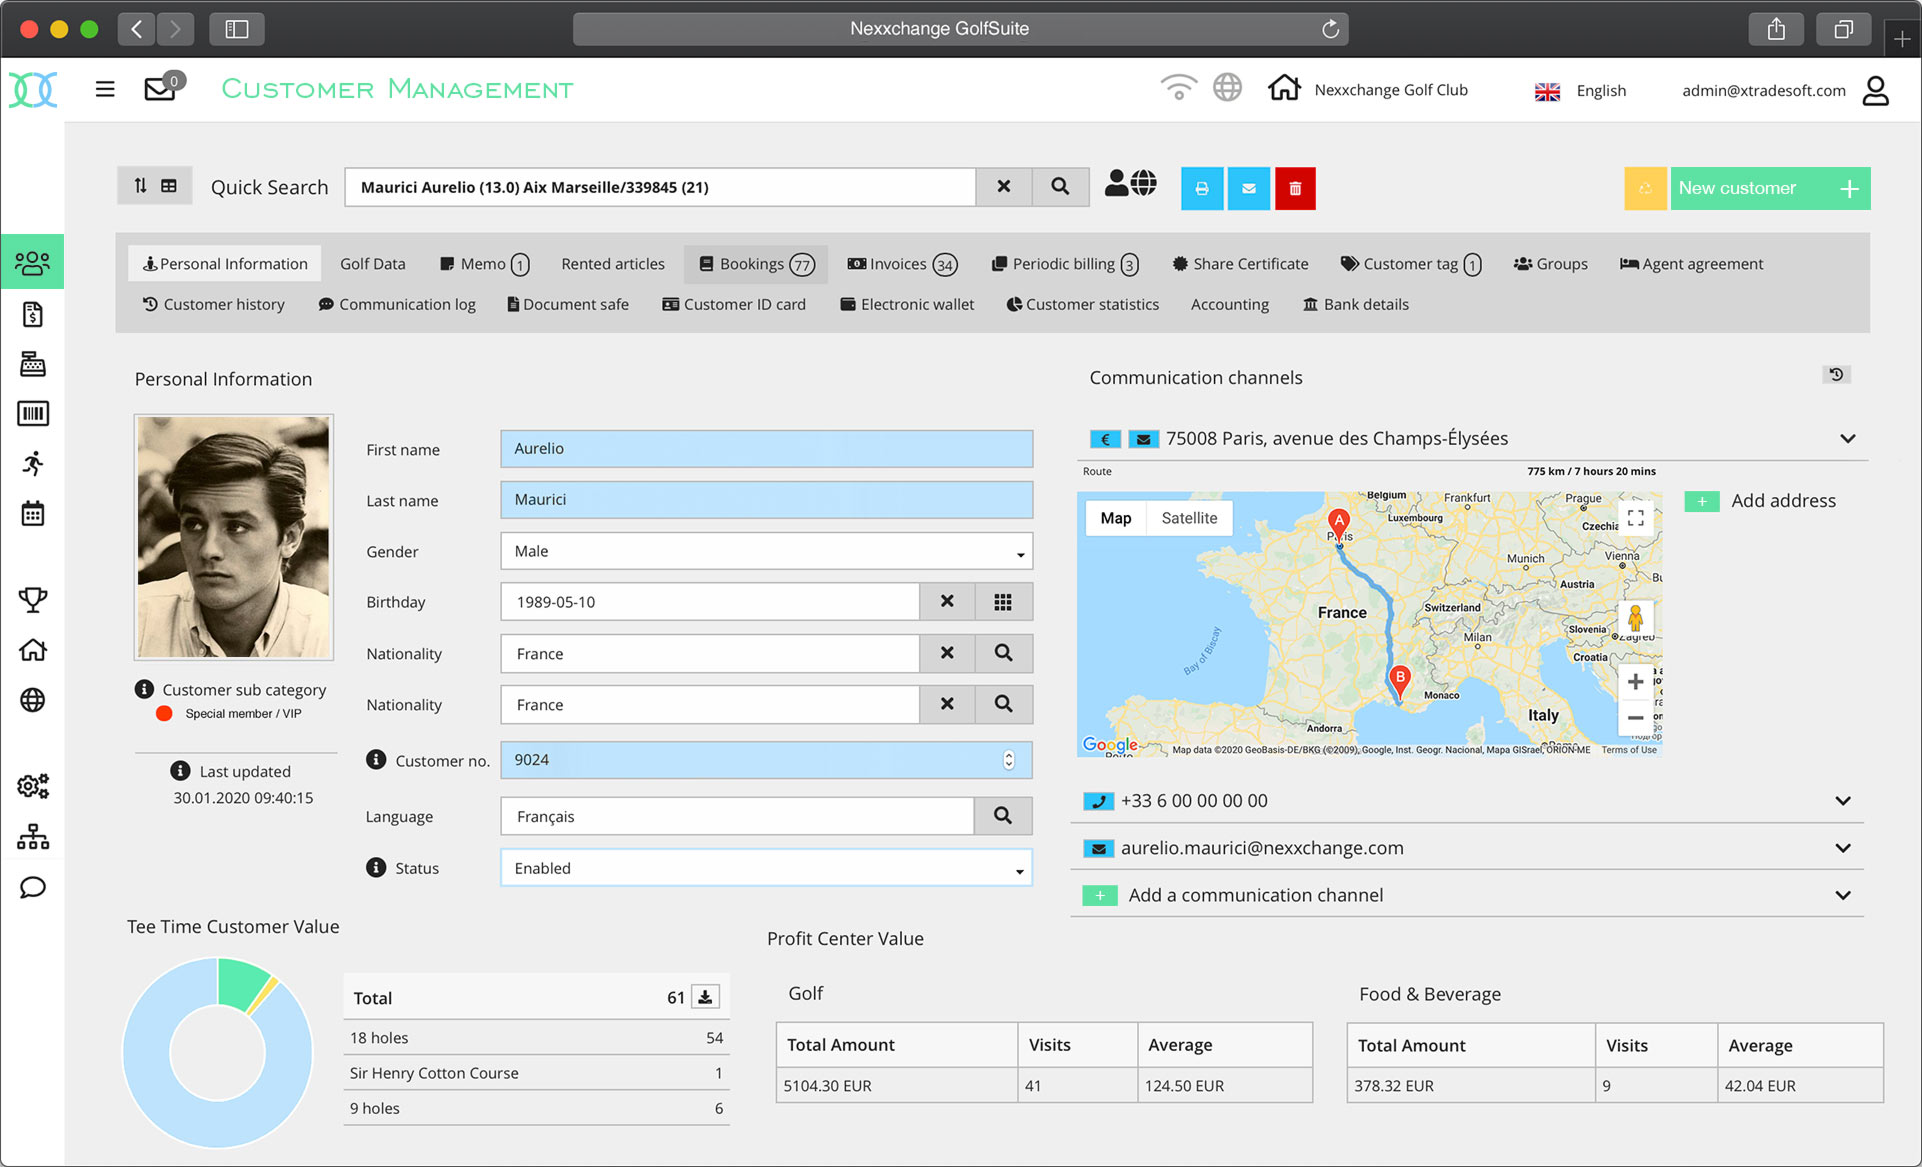 Nexxchange GolfSuite
0
Customer Management
Nexxchange Golf Club
English
admin@xtradesoft.com
Quick Search
Maurici Aurelio (13.0) Aix Marseille/339845 (21)
New customer
Personal Information
Golf Data
Memo 1
Rented articles
Bookings 77
Invoices 34
Periodic billing 3
Share Certificate
Customer tag 1
Groups
Agent agreement
Customer history
Communication log
Document safe
Customer ID card
Electronic wallet
Customer statistics
Accounting
Bank details
Personal Information
Customer sub category
Special member / VIP
Last updated
30.01.2020 09:40:15
First name
Aurelio
Last name
Maurici
Gender
Male
Birthday
1989-05-10
Nationality
France
Nationality
France
Customer no.
9024
Language
Français
Status
Enabled
Communication channels
€ 75008 Paris, avenue des Champs-Élysées
Route
775 km / 7 hours 20 mins
Add address
Map
Satellite
Belgium
Frankfurt
Prague
Luxembourg
Czechia
A
Paris
Munich
Vienna
Austria
France
Switzerland
Milan
Slovenia
Zagreb
Croatia
Bay of Biscay
B
Monaco
Italy
Andorra
Google
Map data ©2020 GeoBasis-DE/BKG (©2009), Google, Inst. Geogr. Nacional, Mapa GISrael, ORION-ME
Terms of Use
+33 6 00 00 00 00
aurelio.maurici@nexxchange.com
Add a communication channel
Tee Time Customer Value
Total 61
18 holes 54
Sir Henry Cotton Course 1
9 holes 6
Profit Center Value
Golf
Total Amount Visits Average
5104.30 EUR 41 124.50 EUR
Food & Beverage
Total Amount Visits Average
378.32 EUR 9 42.04 EUR